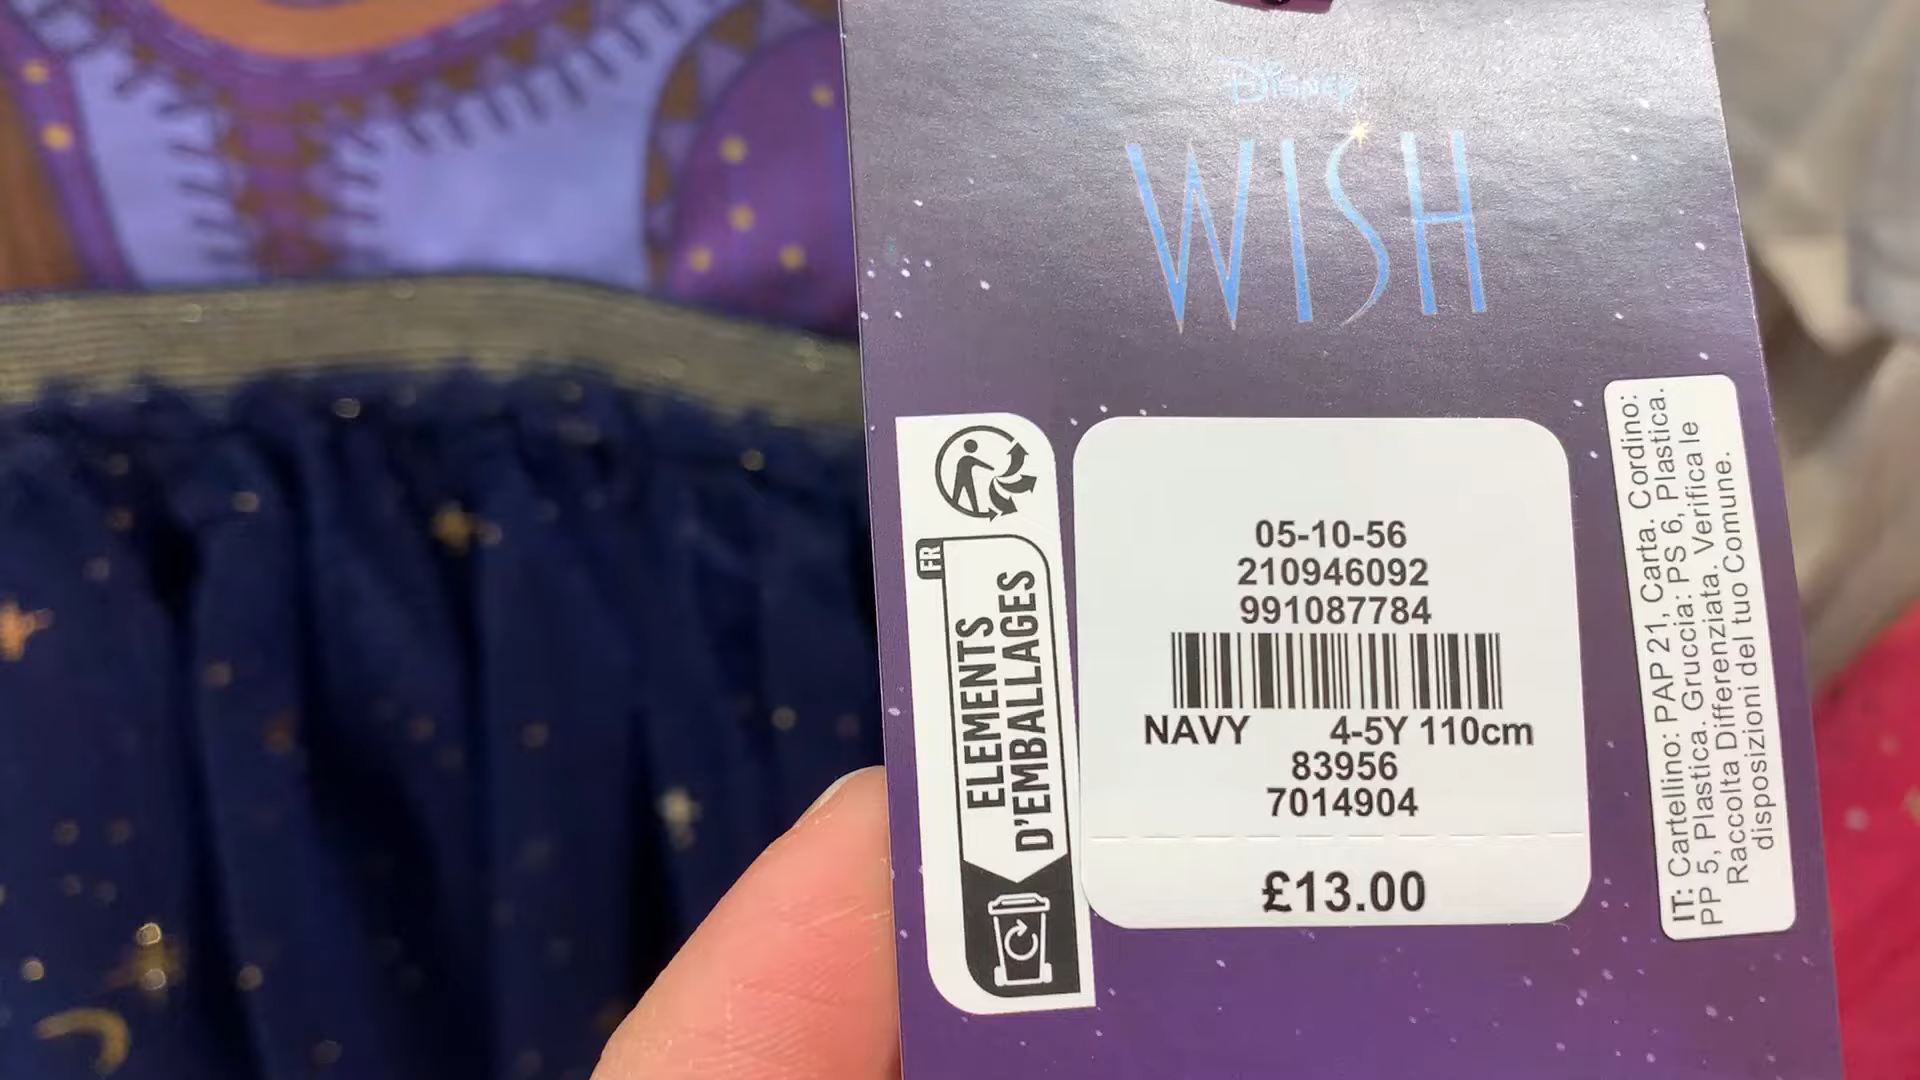 Disney
WISH
FR
ELEMENTS
D'EMBALLAGES
05-10-56
210946092
991087784
NAVY 4-5Y 110cm
83956
7014904
£13.00
IT: Cartellino: PAP 21, Carta. Cordino:
PP 5, Plastica. Gruccia: PS 6, Plastica.
Raccolta Differenziata. Verifica le
disposizioni del tuo Comune.